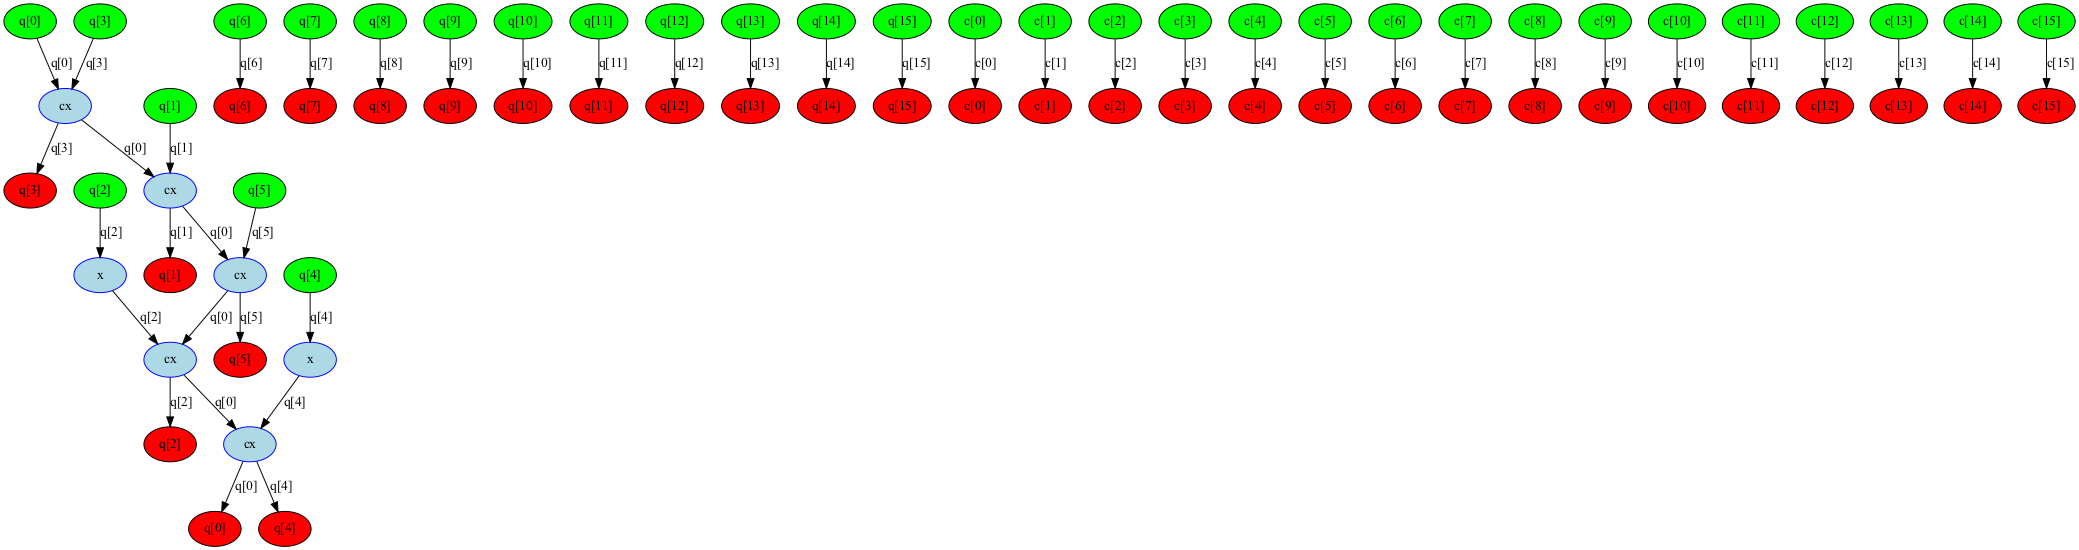 q[0] q[3] q[6] q[7] q[8] q[9] q[10] q[11] q[12] q[13] q[14] q[15] c[0] c[1] c[2] c[3] c[4] c[5] c[6] c[7] c[8] c[9] c[10] c[11] c[12] c[13] c[14] c[15]
q[0] q[3] q[6] q[7] q[8] q[9] q[10] q[11] q[12] q[13] q[14] q[15] c[0] c[1] c[2] c[3] c[4] c[5] c[6] c[7] c[8] c[9] c[10] c[11] c[12] c[13] c[14] c[15]
cx q[1] q[6] q[7] q[8] q[9] q[10] q[11] q[12] q[13] q[14] q[15] c[0] c[1] c[2] c[3] c[4] c[5] c[6] c[7] c[8] c[9] c[10] c[11] c[12] c[13] c[14] c[15]
q[3] q[0] q[1]
q[3] q[2] cx q[5]
q[2] q[1] q[0] q[5]
x q[1] cx q[4]
q[2] q[0] q[5] q[4]
cx q[5] x
q[2] q[0] q[4]
q[2] cx
q[0] q[4]
q[0] q[4]